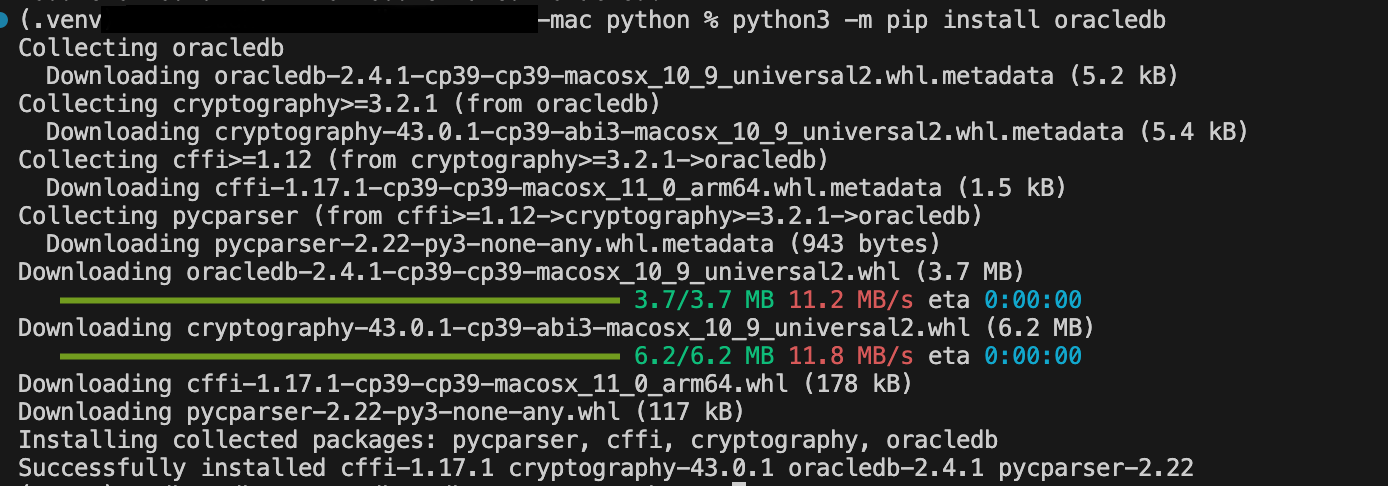 (.venv -mac python % python3 -m pip install oracledb
Collecting oracledb
Downloading oracledb-2.4.1-cp39-cp39-macosx_10_9_universal2.whl.metadata (5.2 kB)
Collecting cryptography>=3.2.1 (from oracledb)
Downloading cryptography-43.0.1-cp39-abi3-macosx_10_9_universal2.whl.metadata (5.4 kB)
Collecting cffi>=1.12 (from cryptography>=3.2.1->oracledb)
Downloading cffi-1.17.1-cp39-cp39-macosx_11_0_arm64.whl.metadata (1.5 kB)
Collecting pycparser (from cffi>=1.12->cryptography>=3.2.1->oracledb)
Downloading pycparser-2.22-py3-none-any.whl.metadata (943 bytes)
Downloading oracledb-2.4.1-cp39-cp39-macosx_10_9_universal2.whl (3.7 MB)
3.7/3.7 MB 11.2 MB/s eta 0:00:00
Downloading cryptography-43.0.1-cp39-abi3-macosx_10_9_universal2.whl (6.2 MB)
6.2/6.2 MB 11.8 MB/s eta 0:00:00
Downloading cffi-1.17.1-cp39-cp39-macosx_11_0_arm64.whl (178 kB)
Downloading pycparser-2.22-py3-none-any.whl (117 kB)
Installing collected packages: pycparser, cffi, cryptography, oracledb
Successfully installed cffi-1.17.1 cryptography-43.0.1 oracledb-2.4.1 pycparser-2.22